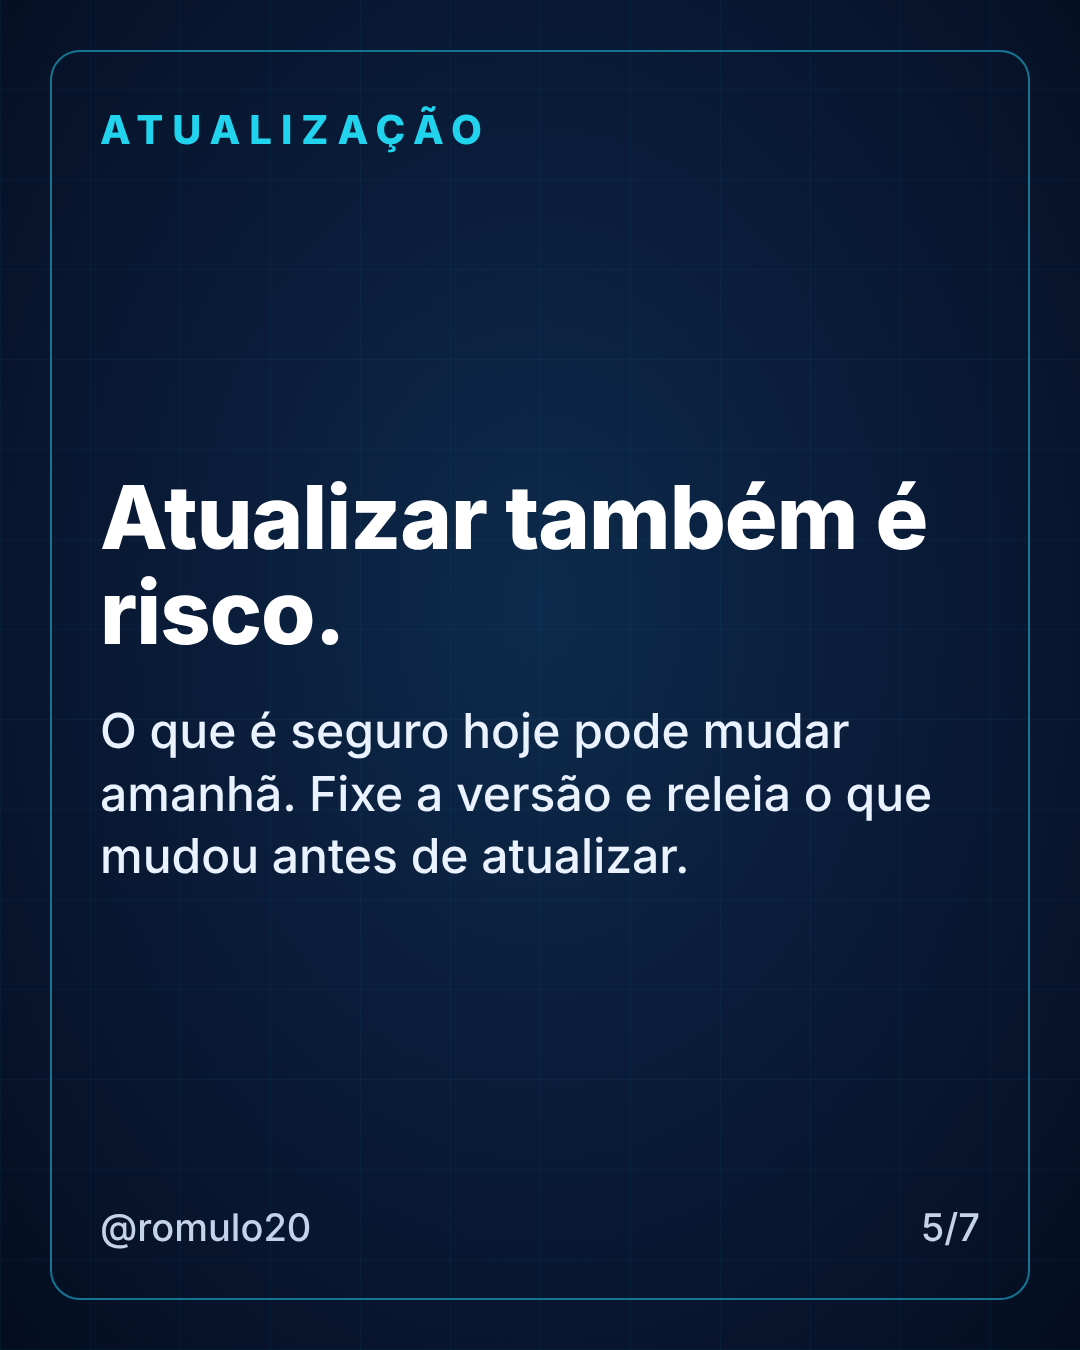 ATUALIZAÇÃO
Atualizar também é
risco.
O que é seguro hoje pode mudar
amanhã. Fixe a versão e releia o que
mudou antes de atualizar.
@romulo20
5/7